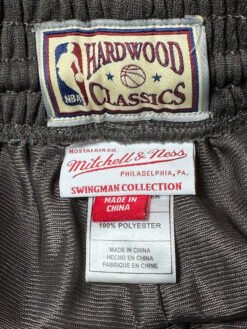 HARDWOOD
NBA
CLASSICS
NOSTALGIA CO.
Mitchell & Ness
PHILADELPHIA, PA.
SWINGMAN COLLECTION
MADE IN
CHINA
100% POLYESTER
MADE IN CHINA
HECHO EN CHINA
FABRIQUE EN CHINE